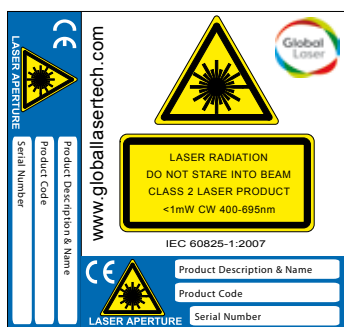 CE
LASER APERTURE
Serial Number
Product Code
Product Description & Name
www.globallasertech.com
Global
Laser
LASER RADIATION
DO NOT STARE INTO BEAM
CLASS 2 LASER PRODUCT
<1mW CW 400-695nm
IEC 60825-1:2007
CE
LASER APERTURE
Product Description & Name
Product Code
Serial Number